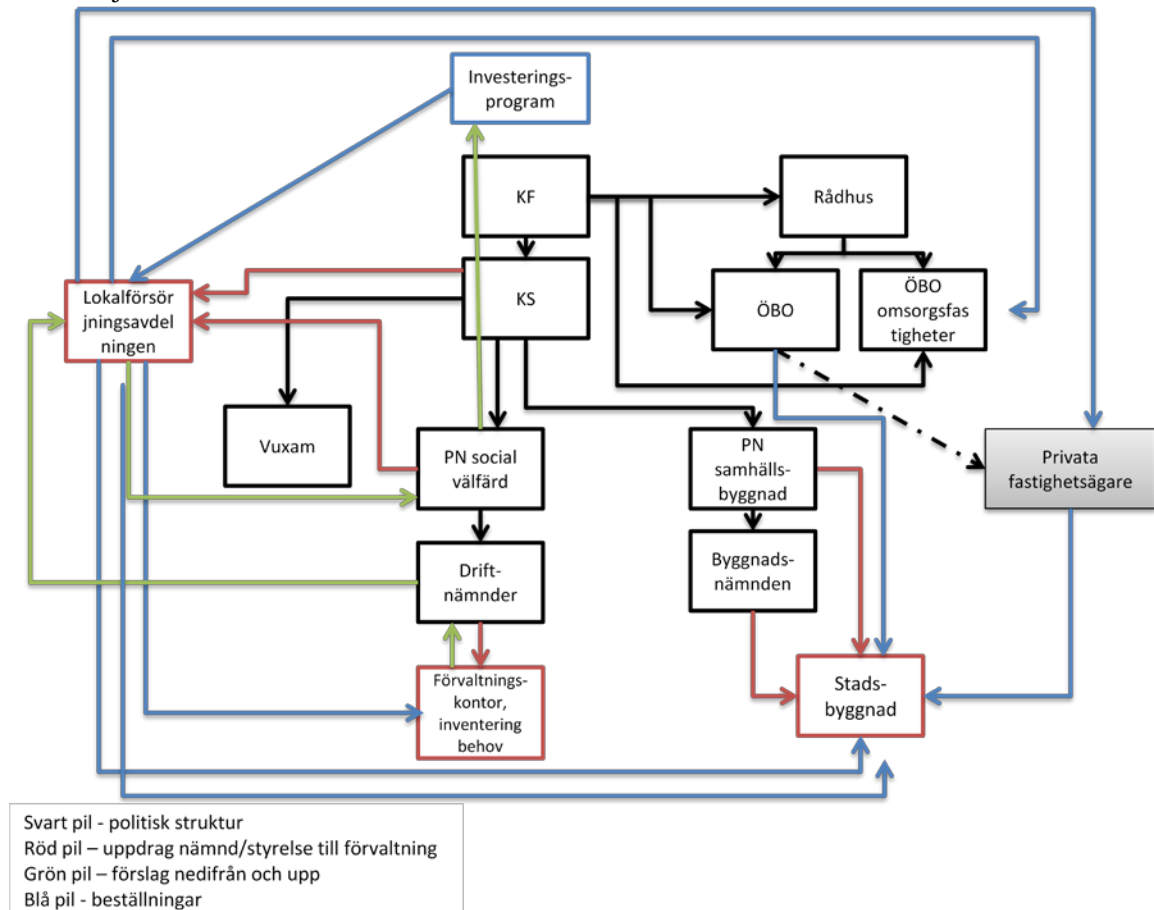 Investerings-
program
KF
Rådhus
KS
ÖBO
ÖBO
omsorgsfas
tigheter
Lokalförsör
jningsavdel
ningen
Vuxam
PN social
välfärd
PN
samhälls-
byggnad
Privata
fastighetsägare
Drift-
nämnder
Byggnads-
nämnden
Förvaltnings-
kontor,
inventering
behov
Stads-
byggnad
Svart pil - politisk struktur
Röd pil – uppdrag nämnd/styrelse till förvaltning
Grön pil – förslag nedifrån och upp
Blå pil - beställningar